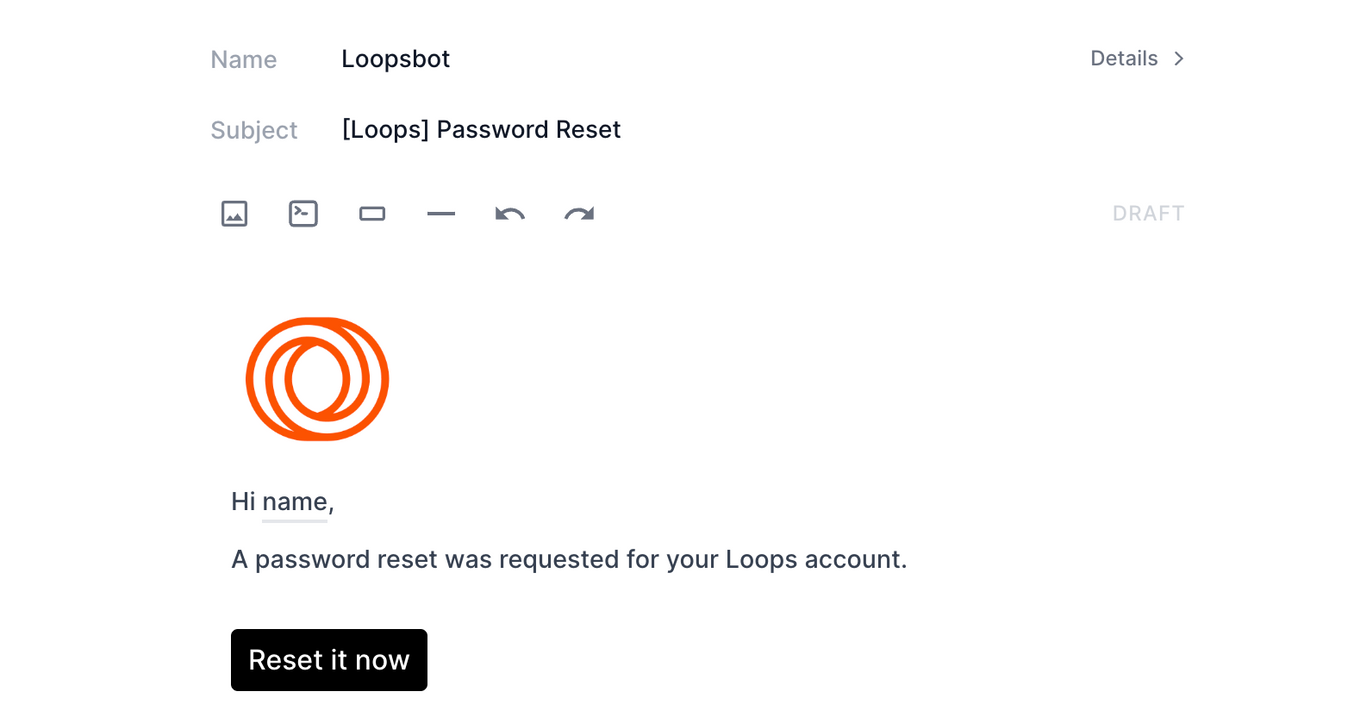 Name Loopsbot Details
Subject [Loops] Password Reset
DRAFT
Hi name,
A password reset was requested for your Loops account.
Reset it now